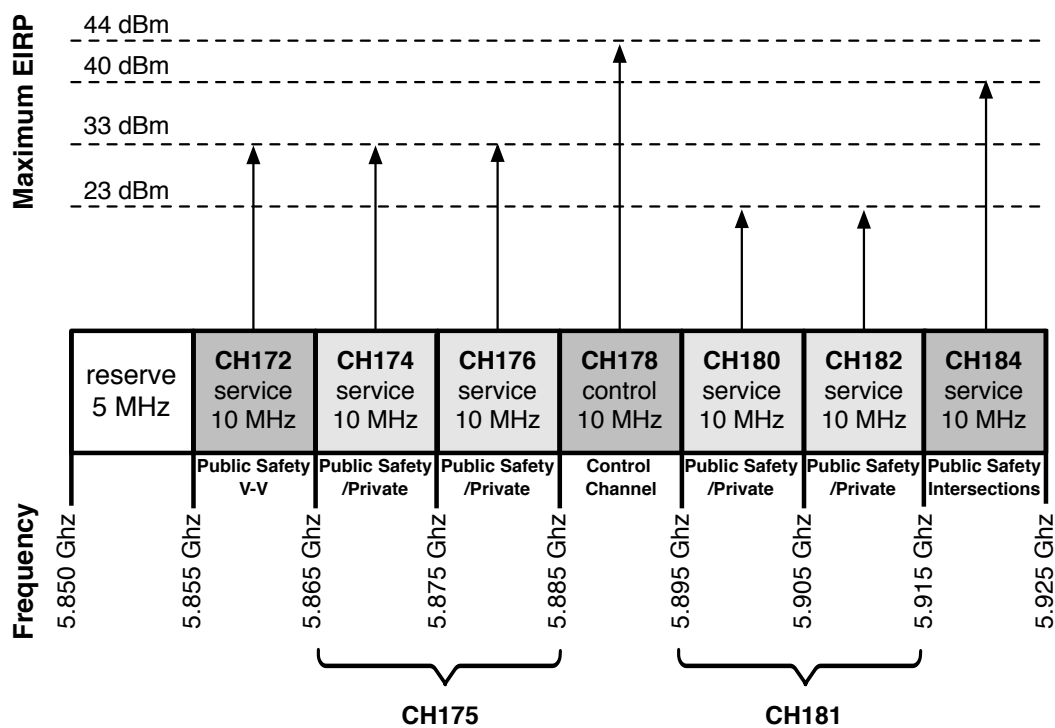 Maximum EIRP
44 dBm
40 dBm
33 dBm
23 dBm
reserve
5 MHz
CH172
service
10 MHz
CH174
service
10 MHz
CH176
service
10 MHz
CH178
control
10 MHz
CH180
service
10 MHz
CH182
service
10 MHz
CH184
service
10 MHz
Public Safety
V-V
Public Safety
/Private
Public Safety
/Private
Control
Channel
Public Safety
/Private
Public Safety
/Private
Public Safety
Intersections
Frequency
5.850 Ghz
5.855 Ghz
5.865 Ghz
5.875 Ghz
5.885 Ghz
5.895 Ghz
5.905 Ghz
5.915 Ghz
5.925 Ghz
CH175
CH181